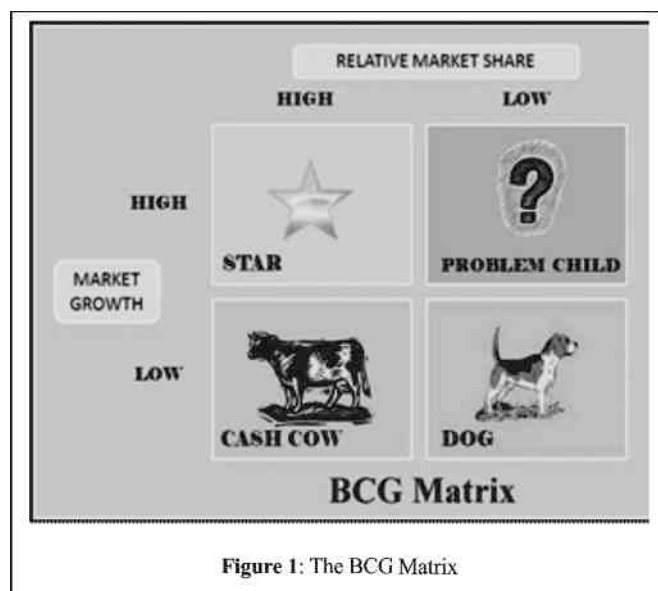 RELATIVE MARKET SHARE
HIGH LOW
HIGH
STAR PROBLEM CHILD
MARKET
GROWTH
LOW
CASH COW DOG
BCG Matrix
Figure 1: The BCG Matrix